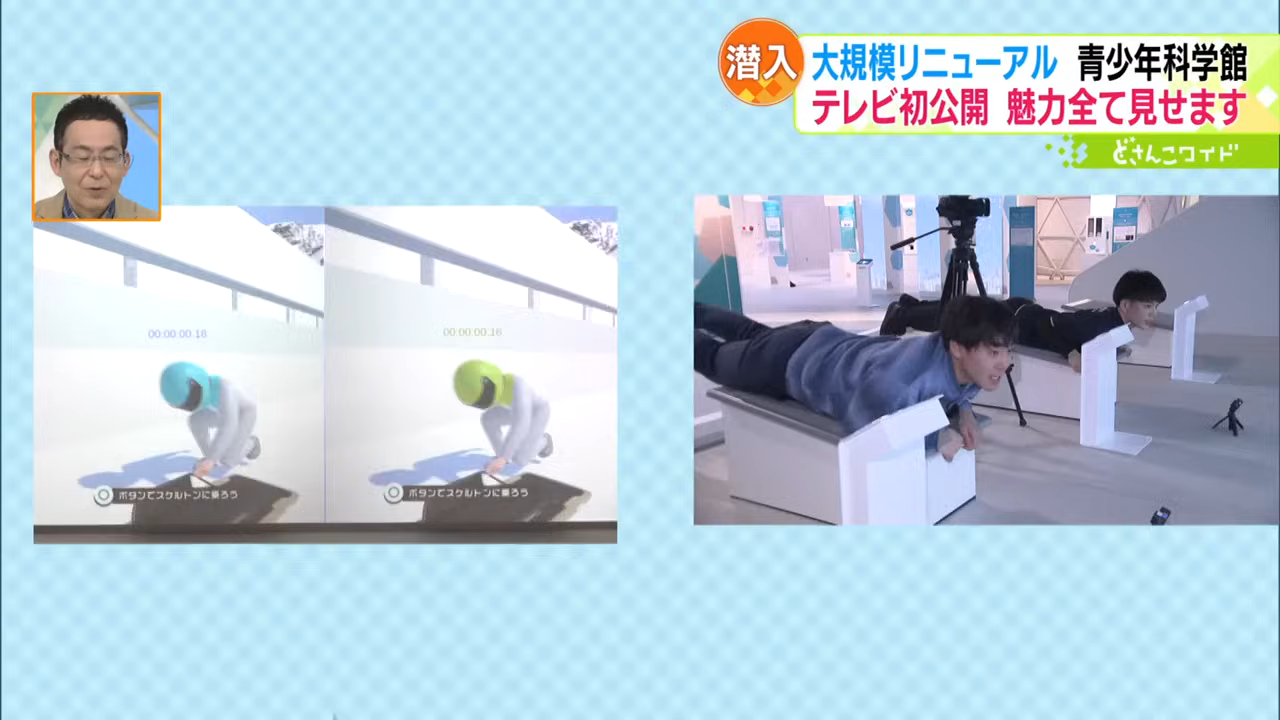 潜入
大規模リニューアル 青少年科学館
テレビ初公開 魅力全て見せます
どさんこワイド
00:00:00.18
00:00:00.16
ボタンでスケルトンに乗ろう
ボタンでスケルトンに乗ろう